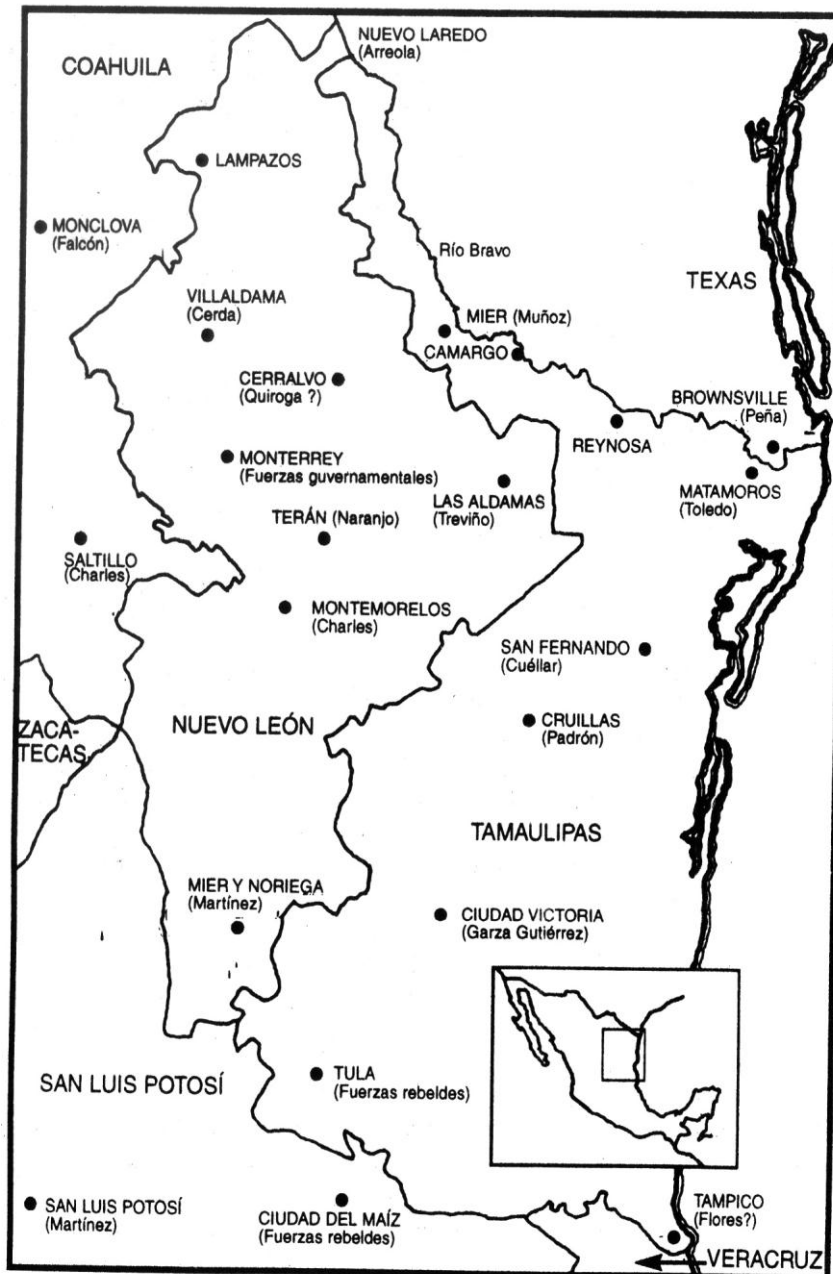 NUEVO LAREDO
(Arreola)
COAHUILA
LAMPAZOS
MONCLOVA
(Falcón)
Río Bravo
TEXAS
VILLALDAMA
(Cerda)
MIER (Muñoz)
CAMARGO
CERRALVO
(Quiroga ?)
BROWNSVILLE
(Peña)
REYNOSA
MONTERREY
(Fuerzas guvernamentales)
LAS ALDAMAS
(Treviño)
MATAMOROS
(Toledo)
TERÁN (Naranjo)
SALTILLO
(Charles)
MONTEMORELOS
(Charles)
SAN FERNANDO
(Cuéllar)
ZACA-
TECAS
NUEVO LEÓN
CRUILLAS
(Padrón)
TAMAULIPAS
MIER Y NORIEGA
(Martínez)
CIUDAD VICTORIA
(Garza Gutiérrez)
SAN LUIS POTOSÍ
TULA
(Fuerzas rebeldes)
SAN LUIS POTOSÍ
(Martínez)
CIUDAD DEL MAÍZ
(Fuerzas rebeldes)
TAMPICO
(Flores?)
VERACRUZ